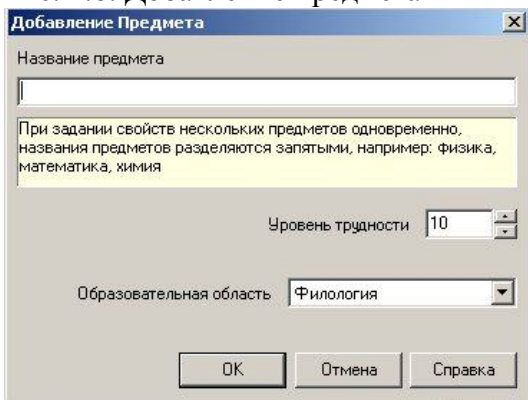 Добавление Предмета
Название предмета
При задании свойств нескольких предметов одновременно,
названия предметов разделяются запятыми, например: физика,
математика, химия
Уровень трудности 10
Образовательная область Филология
OK Отмена Справка